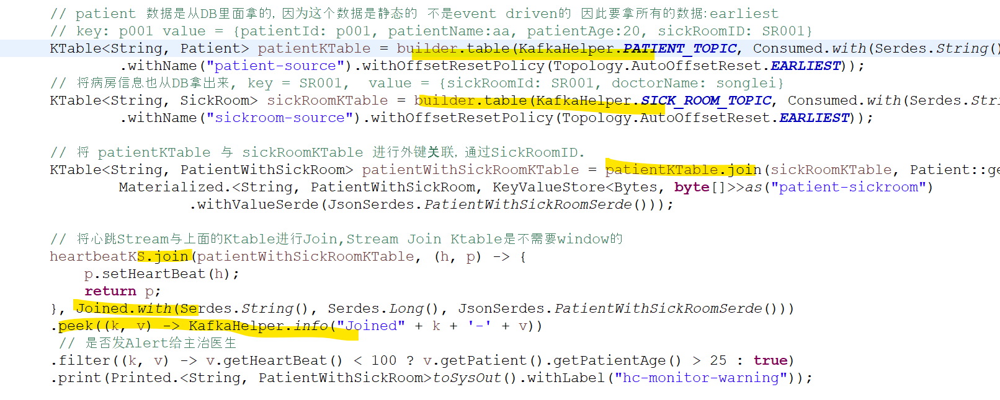 // patient 数据是从DB里面拿的，因为这个数据是静态的 不是event driven的 因此要拿所有的数据:earliest
// key: p001 value = {patientId: p001, patientName:aa, patientAge:20, sickRoomID: SR001}
KTable<String, Patient> patientKTable = builder.table(KafkaHelper.PATIENT_TOPIC, Consumed.with(Serdes.String()
.withName("patient-source").withOffsetResetPolicy(Topology.AutoOffsetReset.EARLIEST));
// 将病房信息也从DB拿出来, key = SR001,  value = {sickRoomId: SR001, doctorName: songlei}
KTable<String, SickRoom> sickRoomKTable = builder.table(KafkaHelper.SICK_ROOM_TOPIC, Consumed.with(Serdes.Stri
.withName("sickroom-source").withOffsetResetPolicy(Topology.AutoOffsetReset.EARLIEST));
// 将 patientKTable 与 sickRoomKTable 进行外键关联，通过SickRoomID.
KTable<String, PatientWithSickRoom> patientWithSickRoomKTable = patientKTable.join(sickRoomKTable, Patient::ge
Materialized.<String, PatientWithSickRoom, KeyValueStore<Bytes, byte[]>>as("patient-sickroom")
.withValueSerde(JsonSerdes.PatientWithSickRoomSerde()));
// 将心跳Stream与上面的Ktable进行Join,Stream Join Ktable是不需要window的
heartbeatKS.join(patientWithSickRoomKTable, (h, p) -> {
p.setHeartBeat(h);
return p;
}, Joined.with(Serdes.String(), Serdes.Long(), JsonSerdes.PatientWithSickRoomSerde()))
.peek((k, v) -> KafkaHelper.info("Joined" + k + '-' + v))
// 是否发Alert给主治医生
.filter((k, v) -> v.getHeartBeat() < 100 ? v.getPatient().getPatientAge() > 25 : true)
.print(Printed.<String, PatientWithSickRoom>toSysOut().withLabel("hc-monitor-warning"));